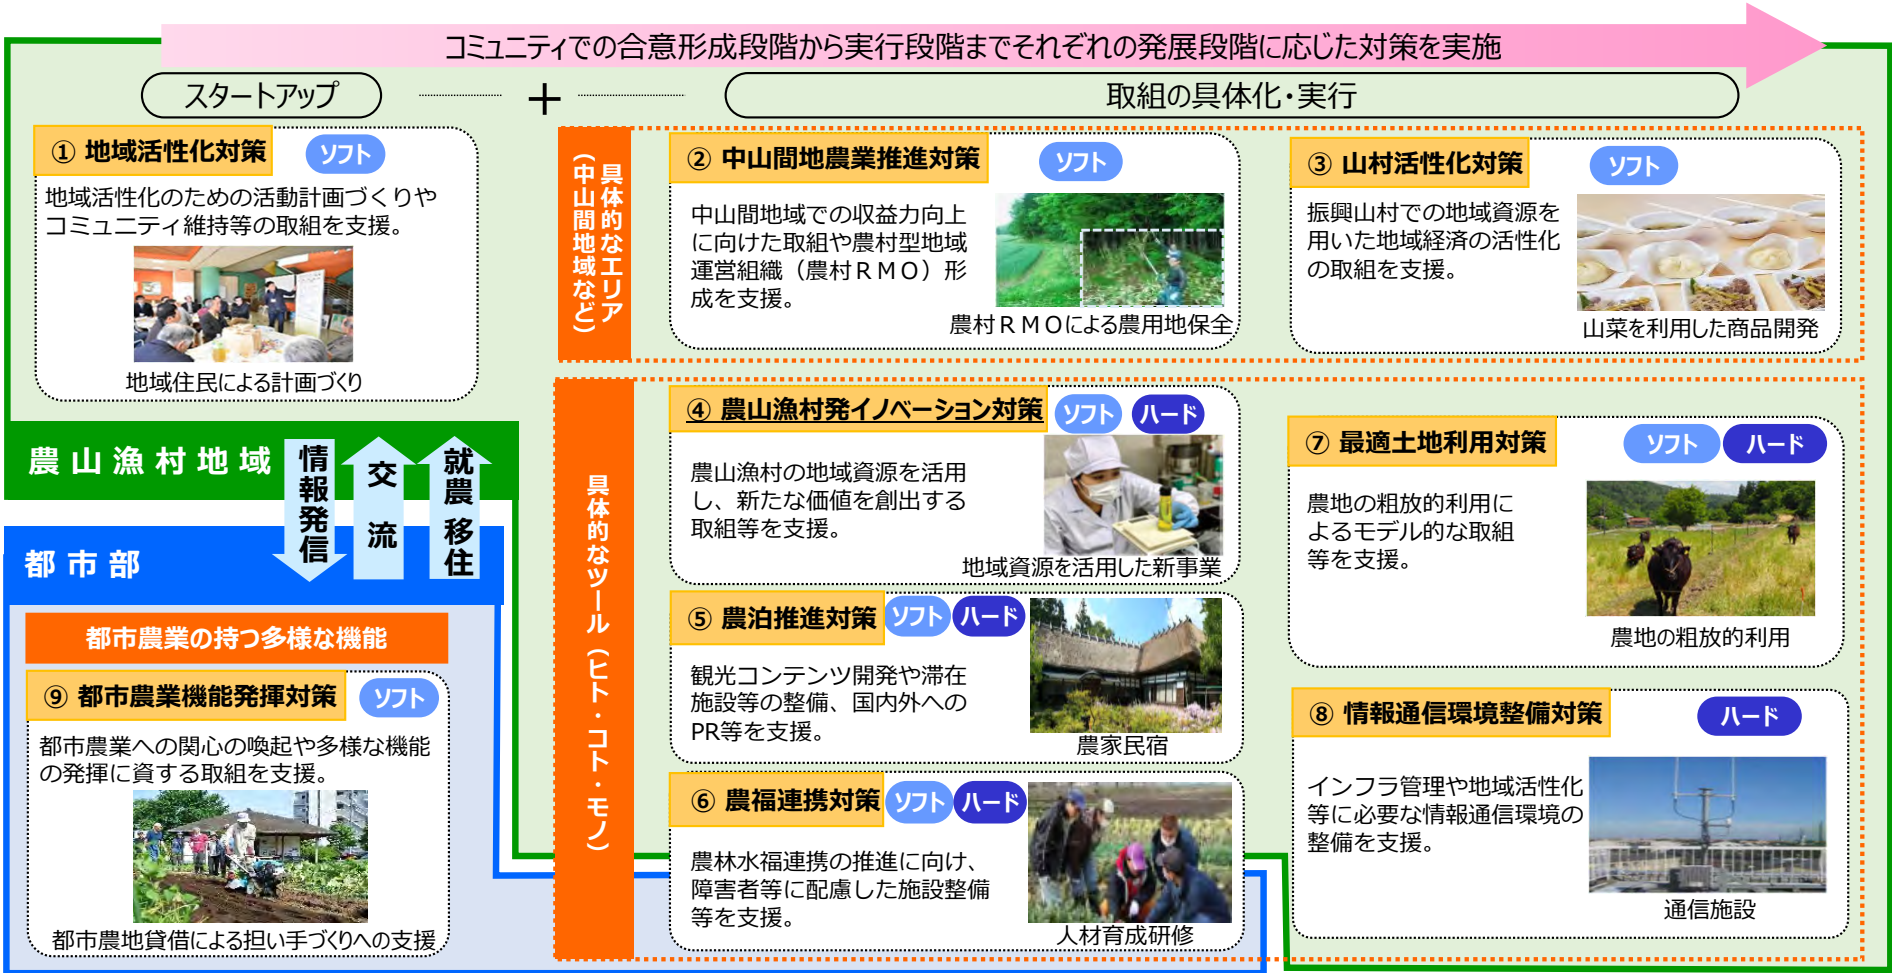 コミュニティでの合意形成段階から実行段階までそれぞれの発展段階に応じた対策を実施
スタートアップ
＋
取組の具体化・実行
① 地域活性化対策
ソフト
地域活性化のための活動計画づくりや
コミュニティ維持等の取組を支援。
地域住民による計画づくり
具体的なエリア
（中山間地域など）
② 中山間地農業推進対策
ソフト
中山間地域での収益力向上
に向けた取組や農村型地域
運営組織（農村ＲＭＯ）形
成を支援。
農村ＲＭＯによる農用地保全
③ 山村活性化対策
ソフト
振興山村での地域資源を
用いた地域経済の活性化
の取組を支援。
山菜を利用した商品開発
農山漁村地域
情報発信
交流
就農移住
都市部
具体的なツール（ヒト・コト・モノ）
④ 農山漁村発イノベーション対策
ソフト
ハード
農山漁村の地域資源を活用
し、新たな価値を創出する
取組等を支援。
地域資源を活用した新事業
⑤ 農泊推進対策
ソフト
ハード
観光コンテンツ開発や滞在
施設等の整備、国内外への
PR等を支援。
農家民宿
⑥ 農福連携対策
ソフト
ハード
農林水福連携の推進に向け、
障害者等に配慮した施設整備
等を支援。
人材育成研修
⑦ 最適土地利用対策
ソフト
ハード
農地の粗放的利用に
よるモデル的な取組
等を支援。
農地の粗放的利用
⑧ 情報通信環境整備対策
ハード
インフラ管理や地域活性化
等に必要な情報通信環境の
整備を支援。
通信施設
都市農業の持つ多様な機能
⑨ 都市農業機能発揮対策
ソフト
都市農業への関心の喚起や多様な機能
の発揮に資する取組を支援。
都市農地貸借による担い手づくりへの支援